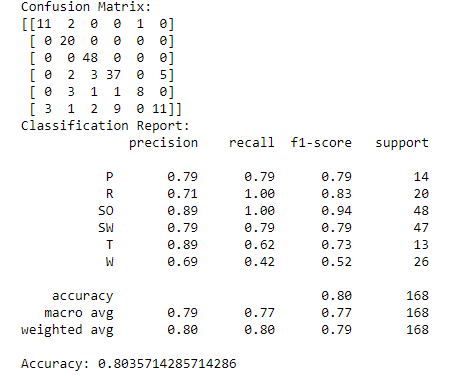 Confusion Matrix:
[[11  2  0  0  1  0]
 [ 0 20  0  0  0  0]
 [ 0  0 48  0  0  0]
 [ 0  2  3 37  0  5]
 [ 0  3  1  1  8  0]
 [ 3  1  2  9  0 11]]
Classification Report:
              precision    recall  f1-score   support

           P       0.79      0.79      0.79        14
           R       0.71      1.00      0.83        20
          SO       0.89      1.00      0.94        48
          SW       0.79      0.79      0.79        47
           T       0.89      0.62      0.73        13
           W       0.69      0.42      0.52        26

    accuracy                           0.80       168
   macro avg       0.79      0.77      0.77       168
weighted avg       0.80      0.80      0.79       168

Accuracy: 0.8035714285714286